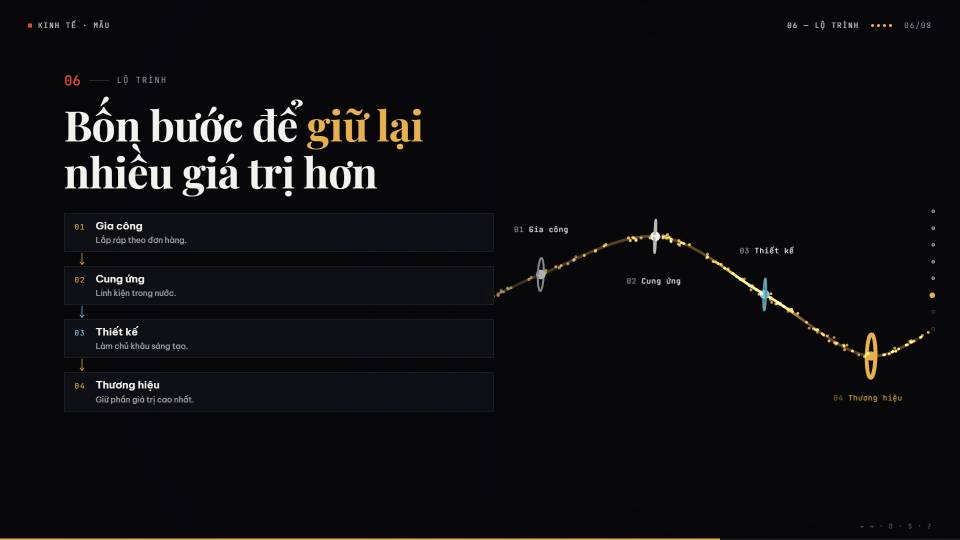 KINH TẾ · MẪU
06 — LỘ TRÌNH
06/08
06 LỘ TRÌNH
Bốn bước để giữ lại
nhiều giá trị hơn
01 Gia công
Lắp ráp theo đơn hàng.
02 Cung ứng
Linh kiện trong nước.
03 Thiết kế
Làm chủ khâu sáng tạo.
04 Thương hiệu
Giữ phần giá trị cao nhất.
01 Gia công
02 Cung ứng
03 Thiết kế
04 Thương hiệu